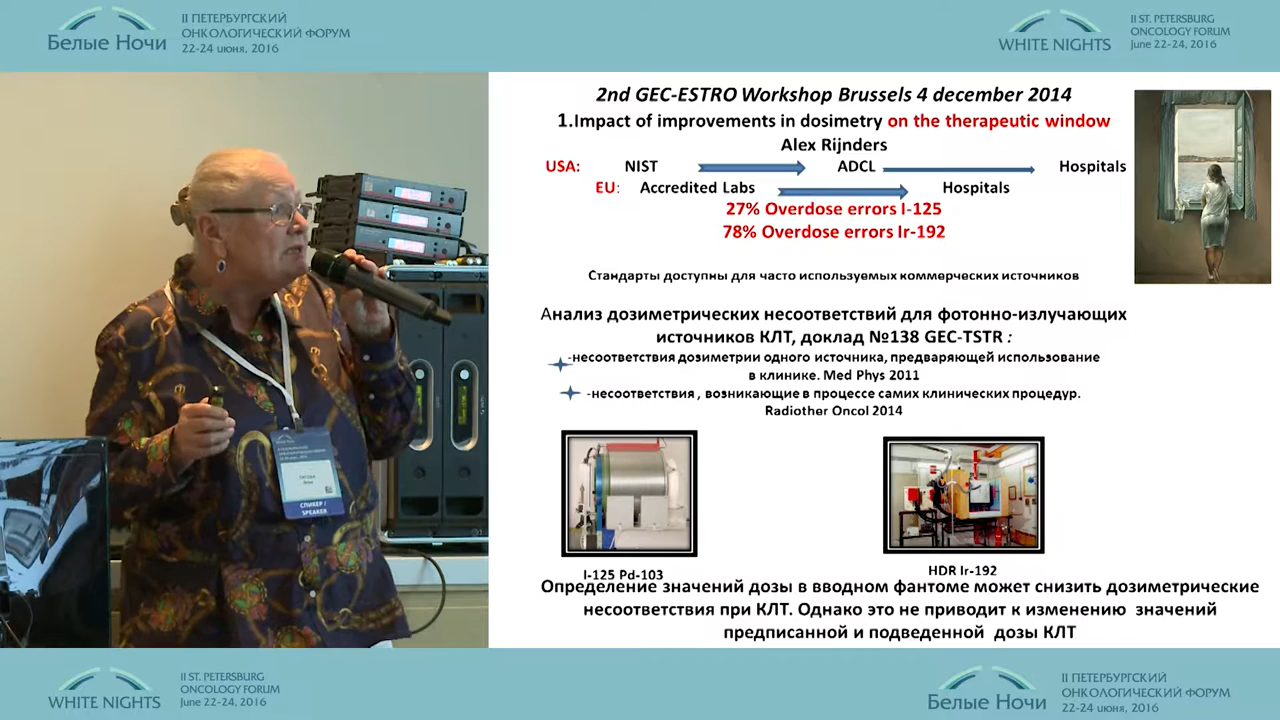 Белые Ночи
II ПЕТЕРБУРГСКИЙ
ОНКОЛОГИЧЕСКИЙ ФОРУМ
22-24 июня, 2016
WHITE NIGHTS
II ST. PETERSBURG
ONCOLOGY FORUM
June 22-24, 2016
2nd GEC-ESTRO Workshop Brussels 4 december 2014
1.Impact of improvements in dosimetry on the therapeutic window
Alex Rijnders
USA: NIST ADCL Hospitals
EU: Accredited Labs Hospitals
27% Overdose errors I-125
78% Overdose errors Ir-192
Стандарты доступны для часто используемых коммерческих источников
Анализ дозиметрических несоответствий для фотонно-излучающих
источников КЛТ, доклад №138 GEC-TSTR :
-несоответствия дозиметрии одного источника, предваряющей использование
в клинике. Med Phys 2011
-несоответствия , возникающие в процессе самих клинических процедур.
Radiother Oncol 2014
I-125 Pd-103
HDR Ir-192
Определение значений дозы в вводном фантоме может снизить дозиметрические
несоответствия при КЛТ. Однако это не приводит к изменению значений
предписанной и подведенной дозы КЛТ
СПИКЕР /
SPEAKER
WHITE NIGHTS
II ST. PETERSBURG
ONCOLOGY FORUM
June 22-24, 2016
Белые Ночи
II ПЕТЕРБУРГСКИЙ
ОНКОЛОГИЧЕСКИЙ ФОРУМ
22-24 июня, 2016